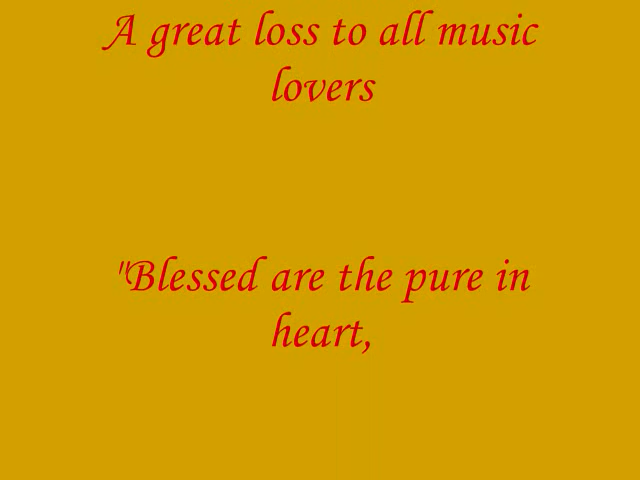 A great loss to all music
lovers
"Blessed are the pure in
heart,